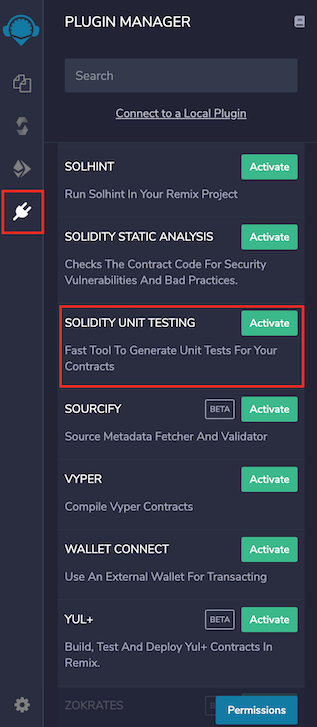 PLUGIN MANAGER
Search
Connect to a Local Plugin
SOLHINT
Activate
Run Solhint In Your Remix Project
SOLIDITY STATIC ANALYSIS
Activate
Checks The Contract Code For Security
Vulnerabilities And Bad Practices.
SOLIDITY UNIT TESTING
Activate
Fast Tool To Generate Unit Tests For Your
Contracts
SOURCIFY
BETA
Activate
Source Metadata Fetcher And Validator
VYPER
Activate
Compile Vyper Contracts
WALLET CONNECT
Activate
Use An External Wallet For Transacting
YUL+
BETA
Activate
Build, Test And Deploy Yul+ Contracts In
Remix.
ZOKRATES
Permissions